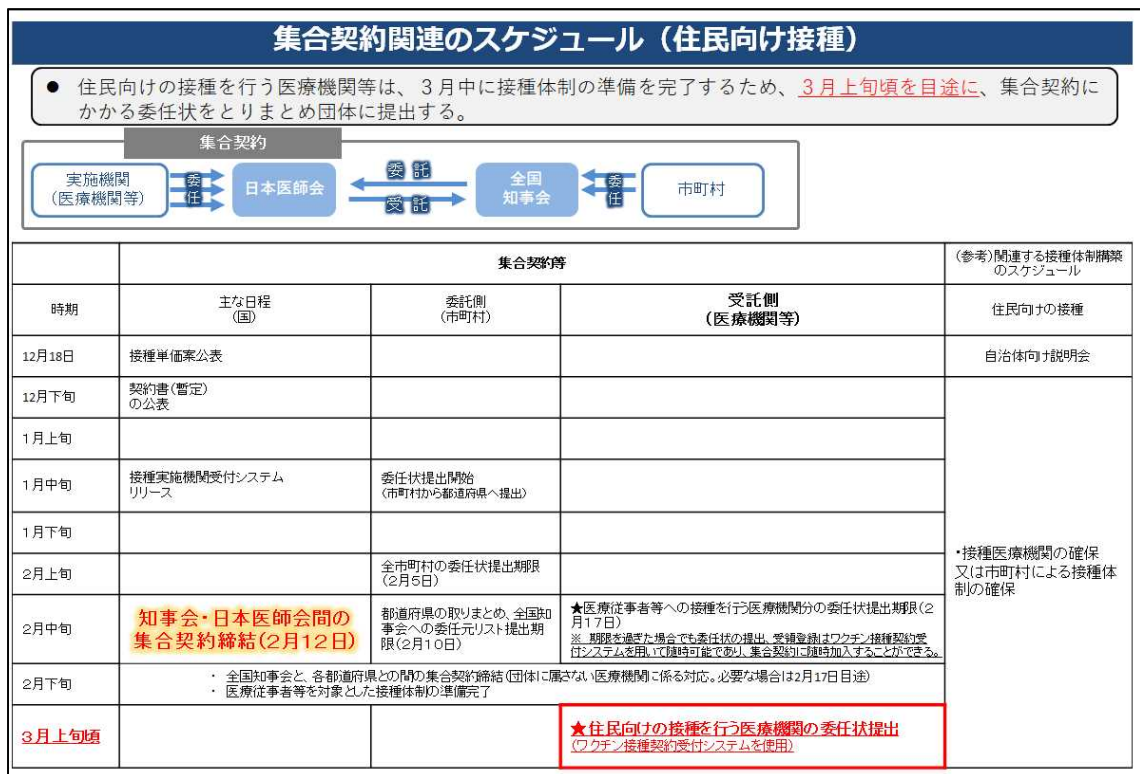 集合契約関連のスケジュール（住民向け接種）
● 住民向けの接種を行う医療機関等は、３月中に接種体制の準備を完了するため、３月上旬頃を目途に、集合契約に
かかる委任状をとりまとめ団体に提出する。
集合契約
実施機関
(医療機関等)
委任
日本医師会
委託
受託
全国
知事会
委任
市町村
集合契約等
(参考)関連する接種体制構築
のスケジュール
時期
主な日程
(国)
委託側
(市町村)
受託側
(医療機関等)
住民向けの接種
12月18日
接種単価案公表
自治体向け説明会
12月下旬
契約書(暫定)
の公表
1月上旬
1月中旬
接種実施機関受付システム
リリース
委任状提出開始
(市町村から都道府県へ提出)
1月下旬
2月上旬
全市町村の委任状提出期限
(2月5日)
・接種医療機関の確保
又は市町村による接種体
制の確保
2月中旬
知事会・日本医師会間の
集合契約締結(2月12日)
都道府県の取りまとめ、全国知
事会への委任元リスト提出期
限(2月10日)
★医療従事者等への接種を行う医療機関分の委任状提出期限(2
月17日)
※ 期限を過ぎた場合でも委任状の提出、受領登録はワクチン接種契約受
付システムを用いて随時可能であり、集合契約に随時加入することができる。
2月下旬
・ 全国知事会と、各都道府県との間の集合契約締結(団体に属さない医療機関に係る対応。必要な場合は2月17日目途)
・ 医療従事者等を対象とした接種体制の準備完了
３月上旬頃
★住民向けの接種を行う医療機関の委任状提出
(ワクチン接種契約受付システムを使用)